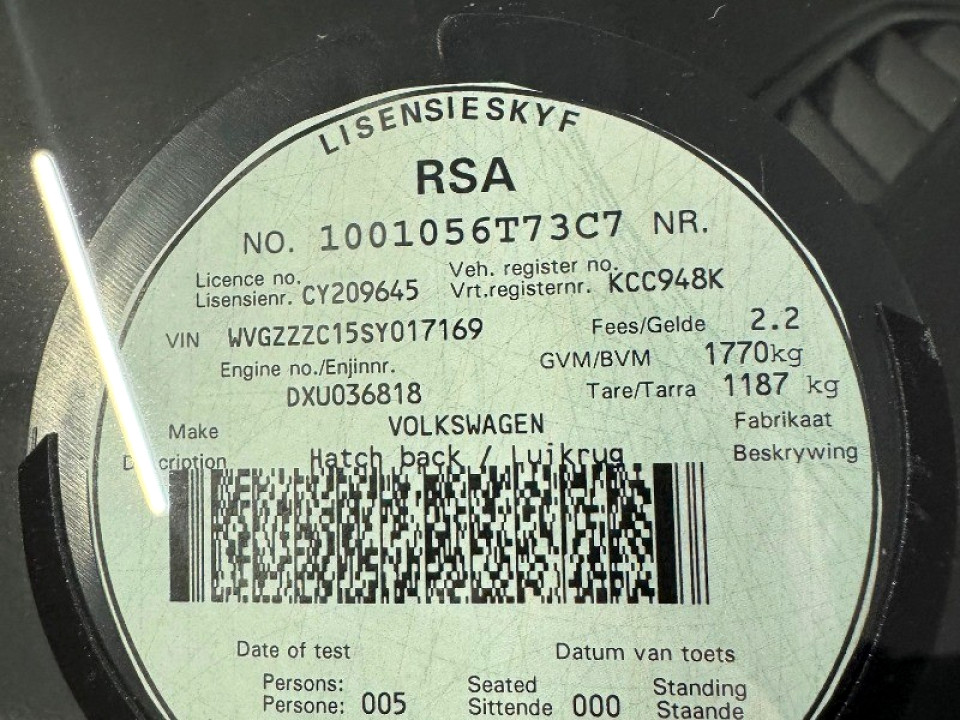 LISENSIESKYF
RSA
NO. 1001056T73C7 NR.
Licence no. Veh. register no.
Lisensienr. CY209645 Vrt.registernr. KCC948K
VIN WVGZZZC15SY017169 Fees/Gelde 2.2
Engine no./Enjinnr. GVM/BVM 1770kg
DXU036818 Tare/Tarra 1187 kg
Make VOLKSWAGEN Fabrikaat
Hatch back / Luikrug Beskrywing
Date of test Datum van toets
Persons: Seated Standing
Persone: 005 Sittende 000 Staande